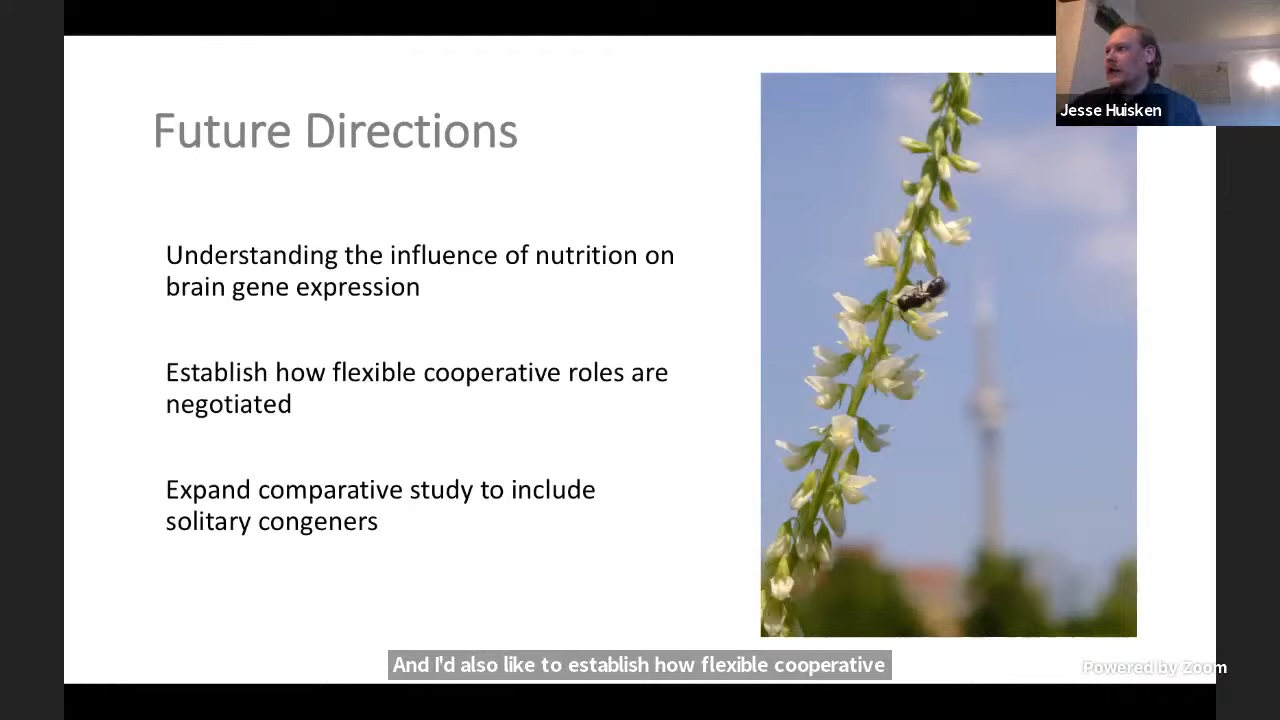 Jesse Huisken
Future Directions
Understanding the influence of nutrition on
brain gene expression
Establish how flexible cooperative roles are
negotiated
Expand comparative study to include
solitary congeners
And I'd also like to establish how flexible cooperative
Powered by Zoom